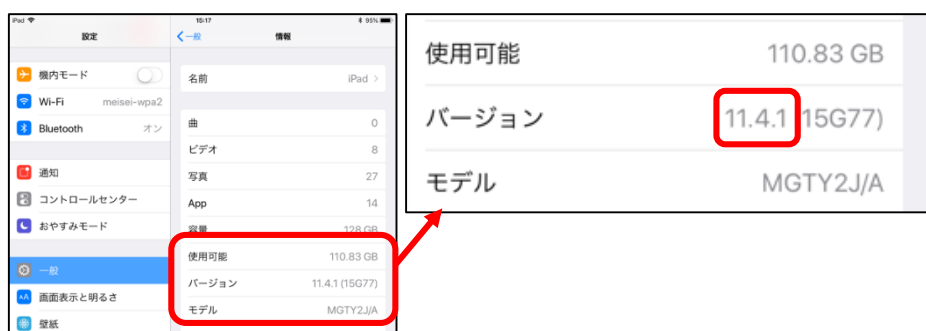 iPad 15:17 95%
設定
機内モード
Wi-Fi meisei-wpa2
Bluetooth オン
通知
コントロールセンター
おやすみモード
一般
画面表示と明るさ
壁紙
一般 情報
名前 iPad
曲 0
ビデオ 8
写真 27
App 14
容量 128 GB
使用可能 110.83 GB
バージョン 11.4.1 (15G77)
モデル MGTY2J/A
使用可能 110.83 GB
バージョン 11.4.1 (15G77)
モデル MGTY2J/A